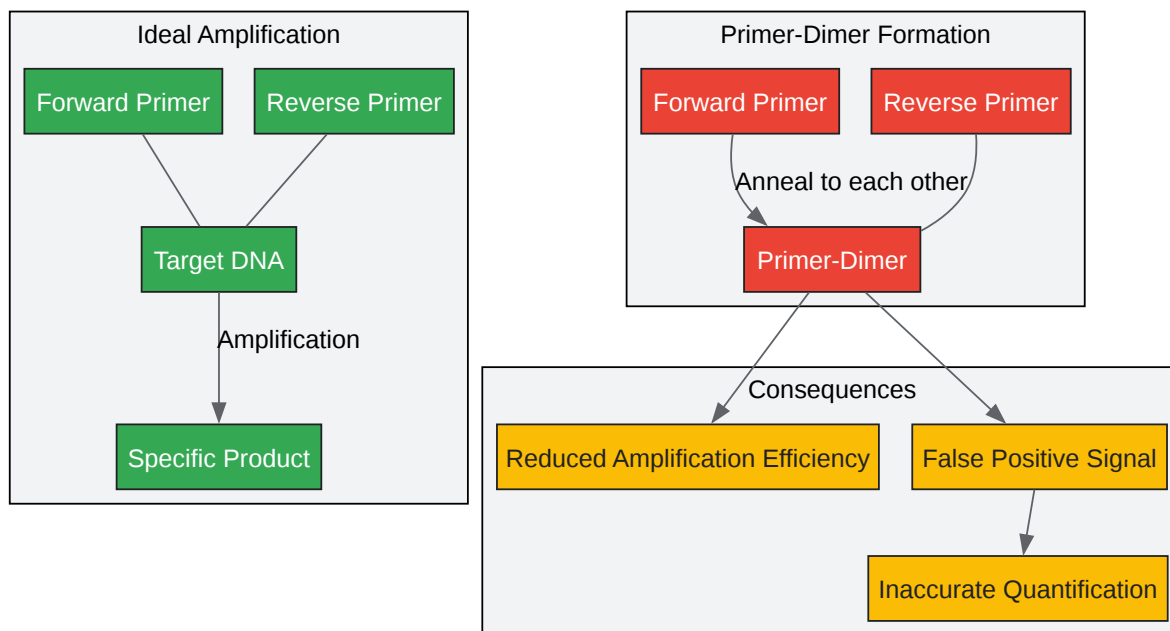 Ideal Amplification
Forward Primer
Reverse Primer
Target DNA
Amplification
Specific Product
Primer-Dimer Formation
Forward Primer
Reverse Primer
Anneal to each other
Primer-Dimer
Consequences
Reduced Amplification Efficiency
False Positive Signal
Inaccurate Quantification